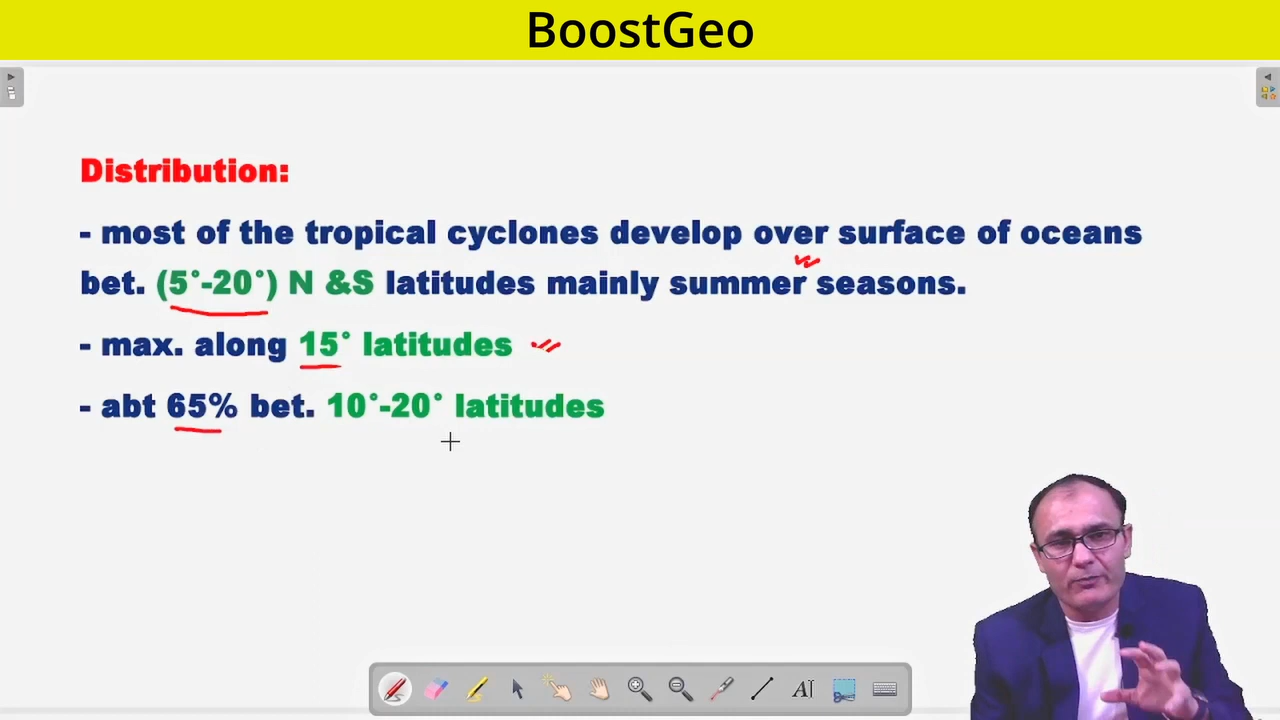 BoostGeo
Distribution:
- most of the tropical cyclones develop over surface of oceans
bet. (5°-20°) N &S latitudes mainly summer seasons.
- max. along 15° latitudes
- abt 65% bet. 10°-20° latitudes